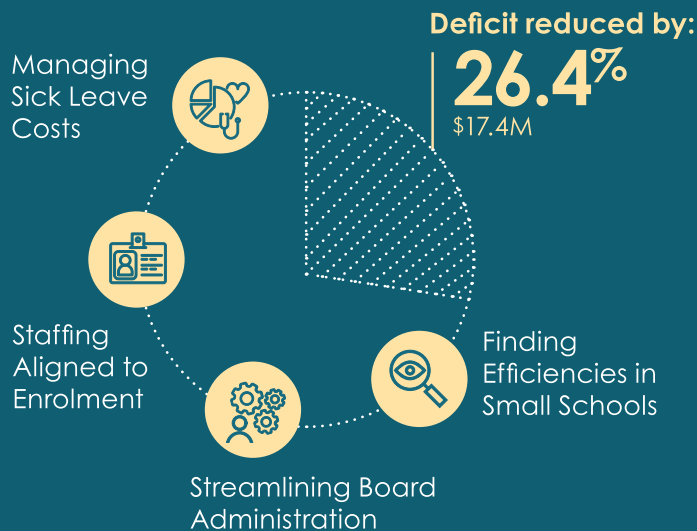 Deficit reduced by:
26.4%
$17.4M
Managing
Sick Leave
Costs
Staffing
Aligned to
Enrolment
Finding
Efficiencies in
Small Schools
Streamlining Board
Administration